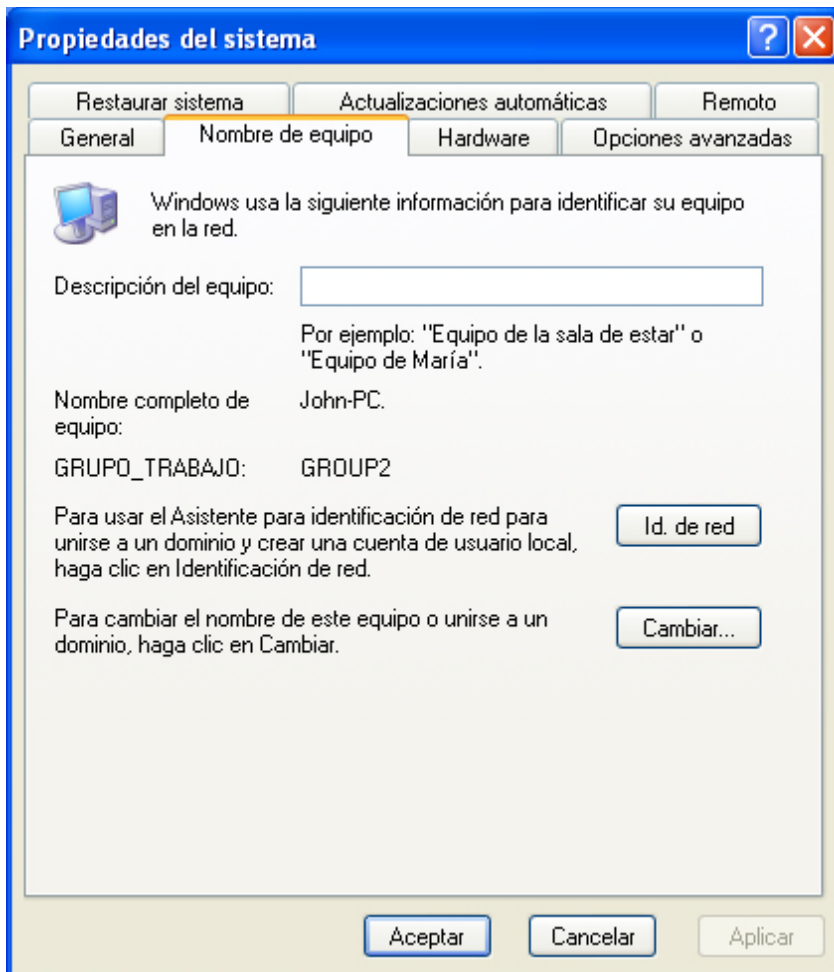 Propiedades del sistema
Restaurar sistema
Actualizaciones automáticas
Remoto
General
Nombre de equipo
Hardware
Opciones avanzadas
Windows usa la siguiente información para identificar su equipo
en la red.
Descripción del equipo:
Por ejemplo: "Equipo de la sala de estar" o
"Equipo de María".
Nombre completo de
equipo:
John-PC.
GRUPO_TRABAJO:
GROUP2
Para usar el Asistente para identificación de red para
unirse a un dominio y crear una cuenta de usuario local,
haga clic en Identificación de red.
Id. de red
Para cambiar el nombre de este equipo o unirse a un
dominio, haga clic en Cambiar.
Cambiar...
Aceptar
Cancelar
Aplicar